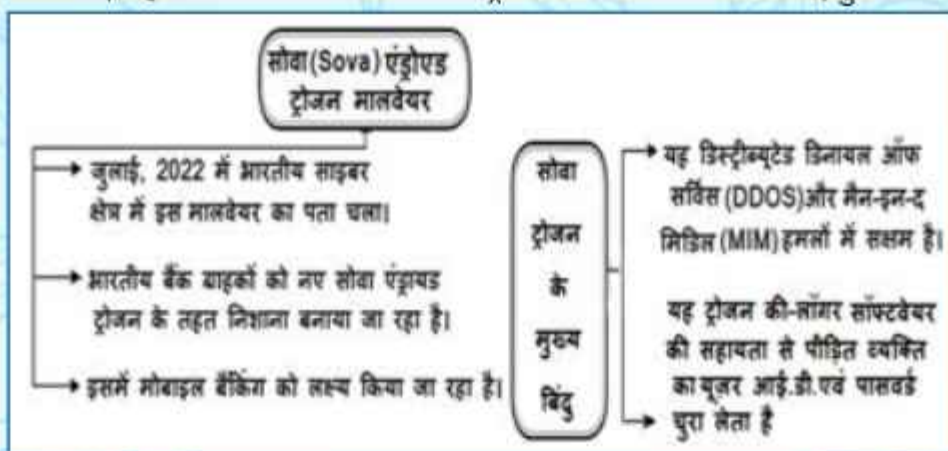 सोवा (Sova) एंड्रोएड
ट्रोजन मालवेयर
जुलाई, 2022 में भारतीय साइबर
क्षेत्र में इस मालवेयर का पता चला।
भारतीय बैंक ग्राहकों को नए सोवा एंड्रायड
ट्रोजन के तहत निशाना बनाया जा रहा है।
इसमें मोबाइल बैंकिंग को लक्ष्य किया जा रहा है।
सोवा
ट्रोजन
के
मुख्य
बिंदु
यह डिस्ट्रीब्यूटेड डिनायल ऑफ
सर्विस (DDOS) और मैन-इन-द
मिडिल (MIM) हमलों में सक्षम है।
यह ट्रोजन की-लॉगर सॉफ्टवेयर
की सहायता से पीड़ित व्यक्ति
का यूजर आई.डी.एवं पासवर्ड
चुरा लेता है